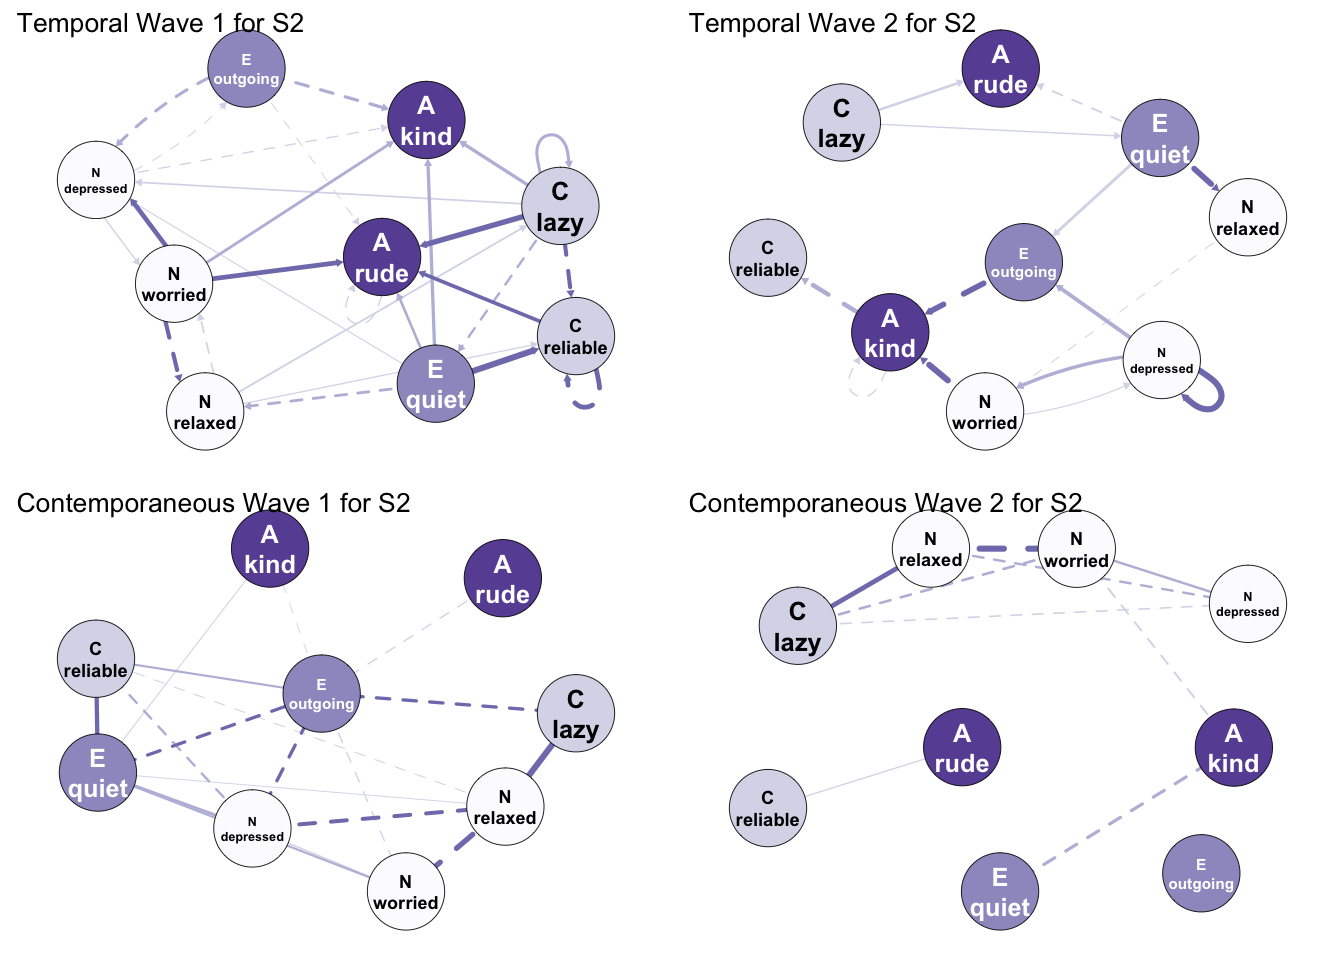 Temporal Wave 1 for S2
E
outgoing
A
kind
N
depressed
C
lazy
A
rude
N
worried
C
reliable
E
quiet
N
relaxed
Temporal Wave 2 for S2
A
rude
C
lazy
E
quiet
N
relaxed
C
reliable
E
outgoing
A
kind
N
depressed
N
worried
Contemporaneous Wave 1 for S2
A
kind
A
rude
C
reliable
E
outgoing
C
lazy
E
quiet
N
relaxed
N
depressed
N
worried
Contemporaneous Wave 2 for S2
N
relaxed
N
worried
N
depressed
C
lazy
A
rude
A
kind
C
reliable
E
outgoing
E
quiet